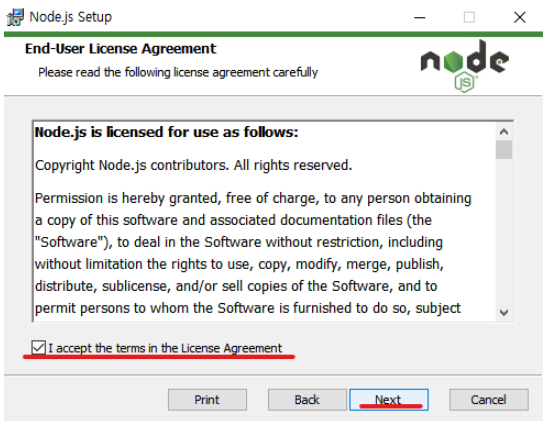 Node.js Setup
End-User License Agreement
Please read the following license agreement carefully
node
JS
Node.js is licensed for use as follows:
Copyright Node.js contributors. All rights reserved.
Permission is hereby granted, free of charge, to any person obtaining
a copy of this software and associated documentation files (the
"Software"), to deal in the Software without restriction, including
without limitation the rights to use, copy, modify, merge, publish,
distribute, sublicense, and/or sell copies of the Software, and to
permit persons to whom the Software is furnished to do so, subject
I accept the terms in the License Agreement
Print Back Next Cancel